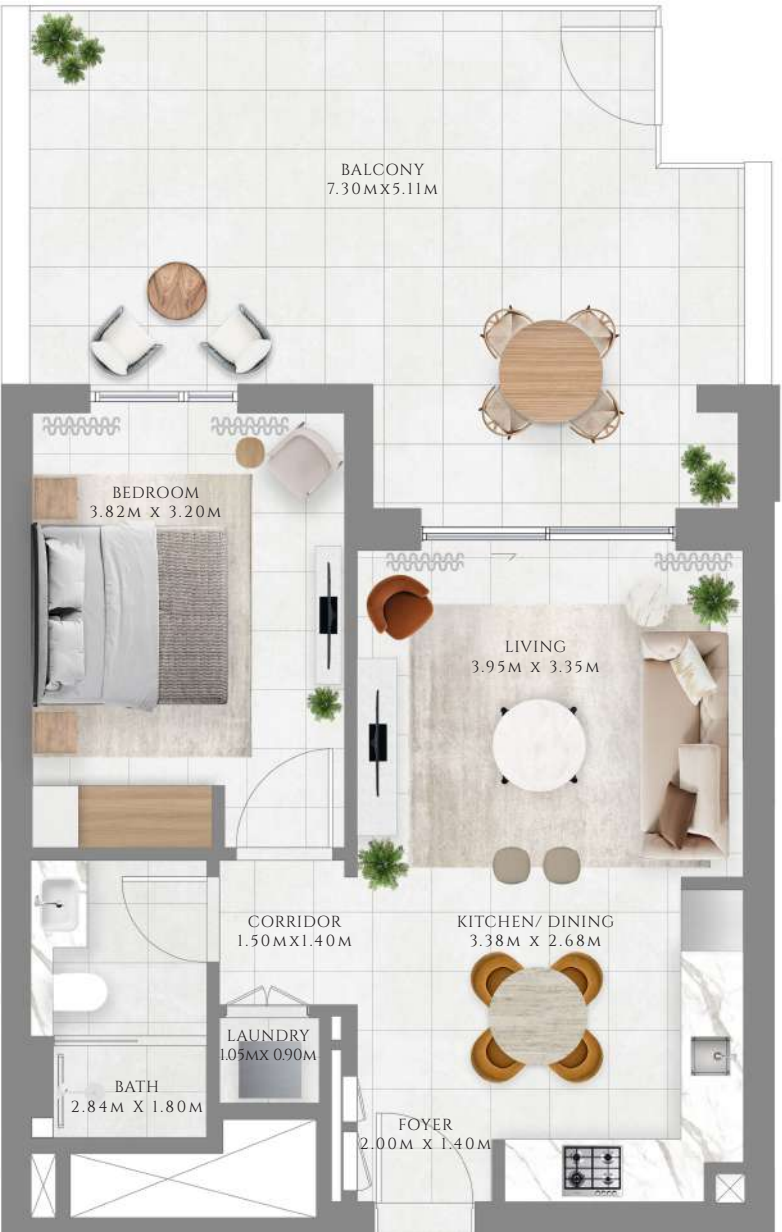 BALCONY
7.30MX5.11M
BEDROOM
3.82M X 3.20M
LIVING
3.95M X 3.35M
CORRIDOR
1.50MX1.40M
KITCHEN/ DINING
3.38M X 2.68M
LAUNDRY
1.05MX 0.90M
BATH
2.84M X 1.80M
FOYER
2.00M X 1.40M